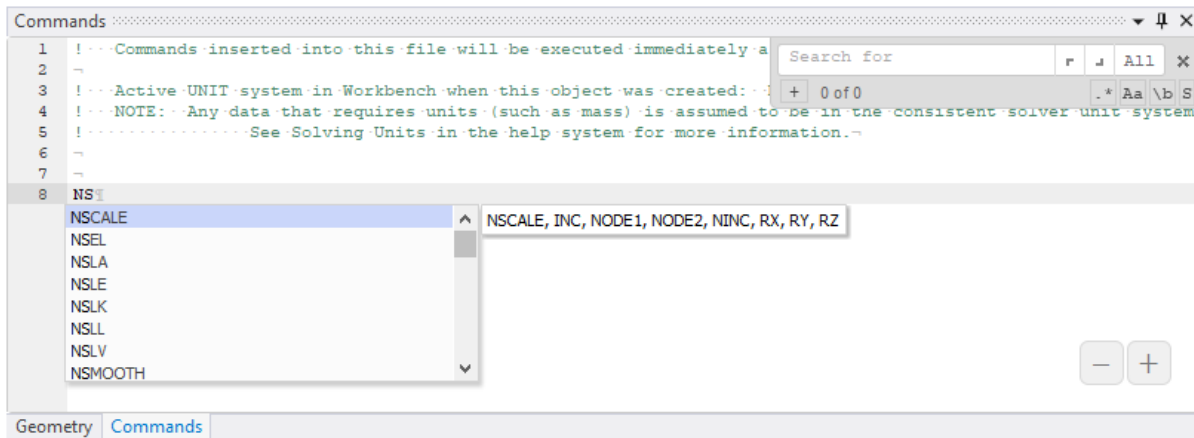 Commands
1 !   Commands inserted into this file will be executed immediately a
Search for
All
2
3 !   Active UNIT system in Workbench when this object was created:
+ 0 of 0
.* Aa \b S
4 !   NOTE:  Any data that requires units (such as mass) is assumed to be in the consistent solver unit system
5 !                See Solving Units in the help system for more information.
6
7
8 NS
NSCALE
NSCALE, INC, NODE1, NODE2, NINC, RX, RY, RZ
NSEL
NSLA
NSLE
NSLK
NSLL
NSLV
NSMOOTH
Geometry Commands